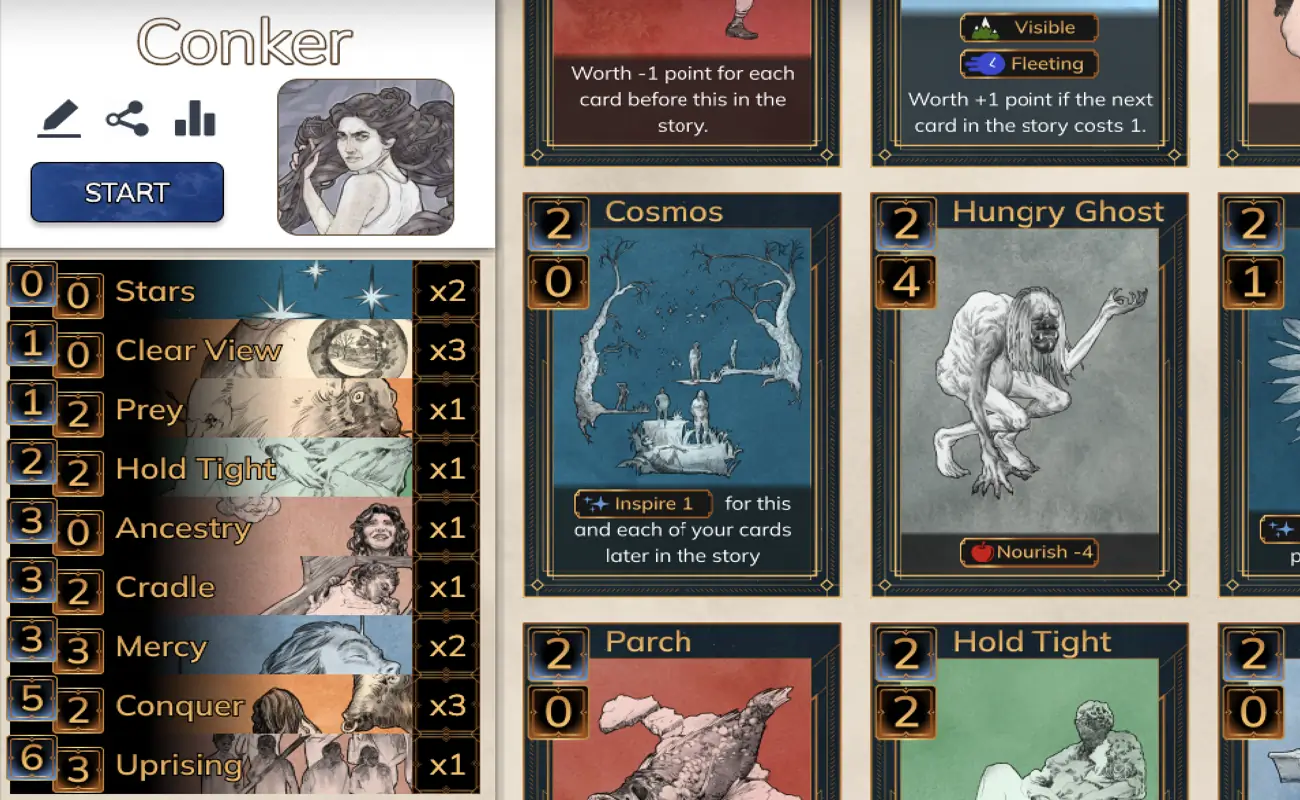 Conker
START
0 0 Stars x2
1 0 Clear View x3
1 2 Prey x1
2 2 Hold Tight x1
3 0 Ancestry x1
3 2 Cradle x1
3 3 Mercy x2
5 2 Conquer x3
6 3 Uprising x1
Worth -1 point for each
card before this in the
story.
Visible
Fleeting
Worth +1 point if the next
card in the story costs 1.
2 Cosmos
0
Inspire 1 for this
and each of your cards
later in the story
2 Hungry Ghost
4
Nourish -4
2
1
2 Parch
0
2 Hold Tight
2
2
0